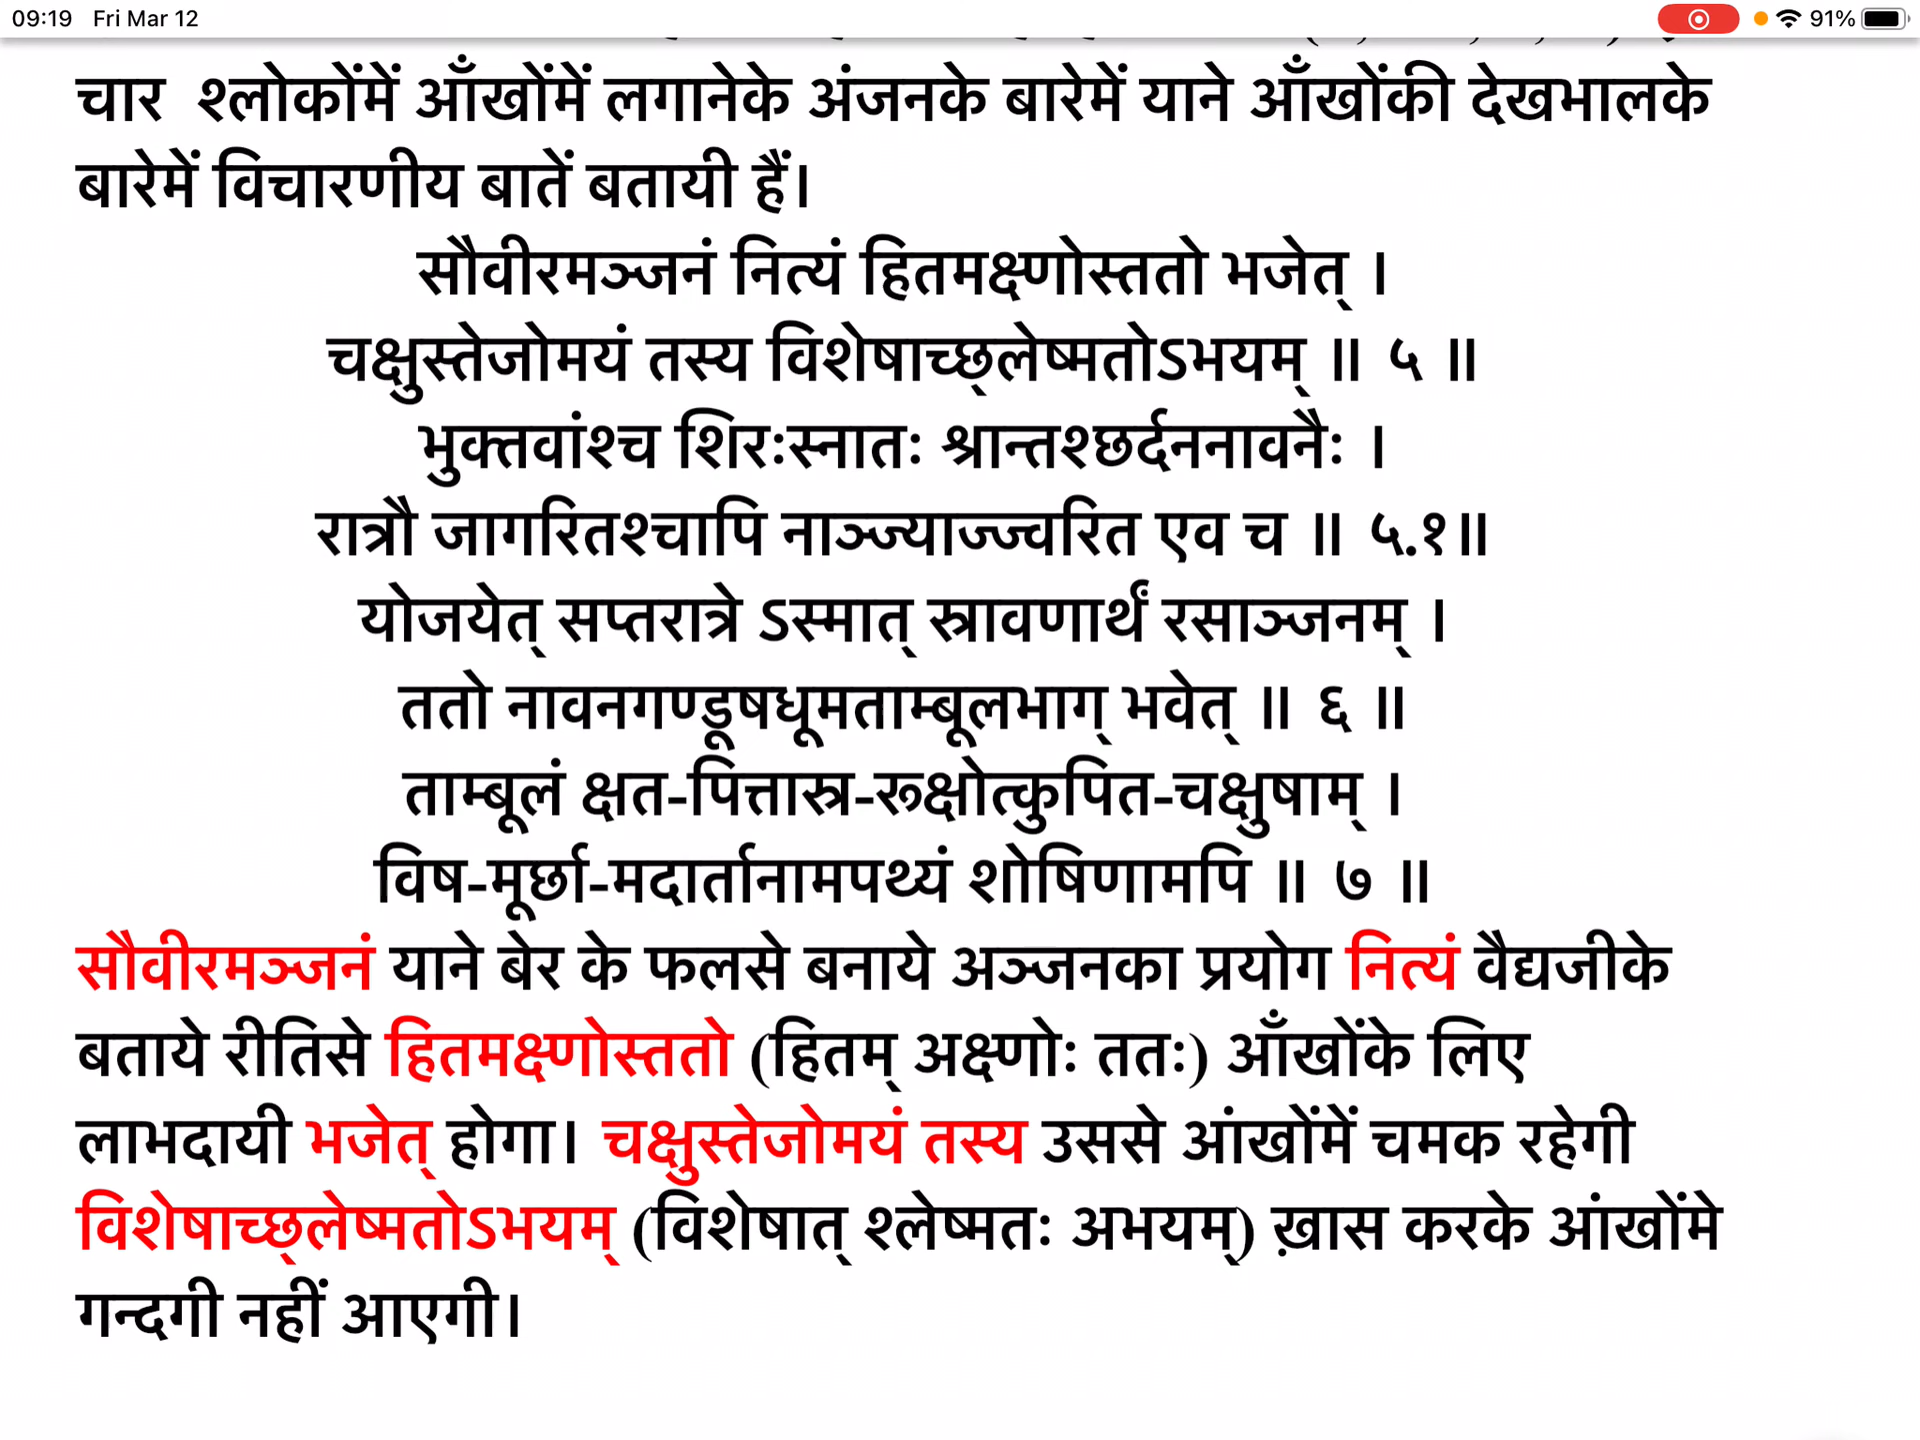 09:19 Fri Mar 12 91%
चार श्लोकोंमें आँखोंमें लगानेके अंजनके बारेमें याने आँखोंकी देखभालके
बारेमें विचारणीय बातें बतायी हैं।
सौवीरमञ्जनं नित्यं हितमक्ष्णोस्ततो भजेत् ।
चक्षुस्तेजोमयं तस्य विशेषाच्छ्लेष्मतोऽभयम् ॥ ५ ॥
भुक्तवांश्च शिरःस्नातः श्रान्तश्छर्दननावनैः ।
रात्रौ जागरितश्चापि नाञ्ज्याज्ज्वरित एव च ॥ ५.१॥
योजयेत् सप्तरात्रे ऽस्मात् स्रावणार्थं रसाञ्जनम् ।
ततो नावनगण्डूषधूमताम्बूलभाग् भवेत् ॥ ६ ॥
ताम्बूलं क्षत-पित्तास्र-रूक्षोत्कुपित-चक्षुषाम् ।
विष-मूर्छा-मदार्तानामपथ्यं शोषिणामपि ॥ ७ ॥
सौवीरमञ्जनं याने बेर के फलसे बनाये अञ्जनका प्रयोग नित्यं वैद्यजीके
बताये रीतिसे हितमक्ष्णोस्ततो (हितम् अक्ष्णोः ततः) आँखोंके लिए
लाभदायी भजेत् होगा। चक्षुस्तेजोमयं तस्य उससे आंखोंमें चमक रहेगी
विशेषाच्छ्लेष्मतोऽभयम् (विशेषात् श्लेष्मतः अभयम्) ख़ास करके आंखोंमे
गन्दगी नहीं आएगी।